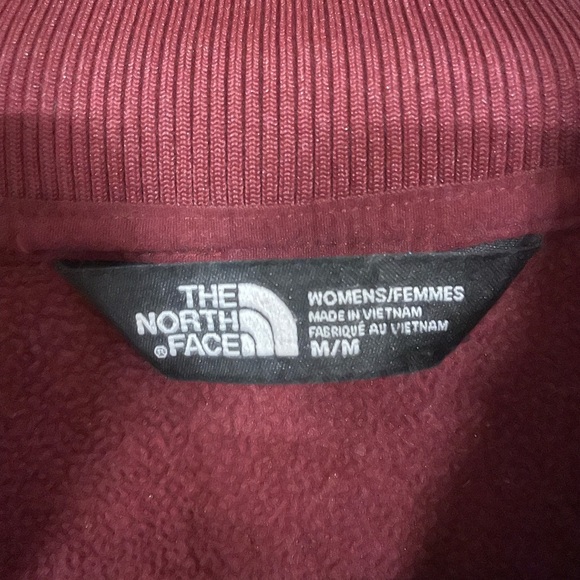 THE
NORTH
FACE®
WOMENS/FEMMES
MADE IN VIETNAM
FABRIQUÉ AU VIETNAM
M/M